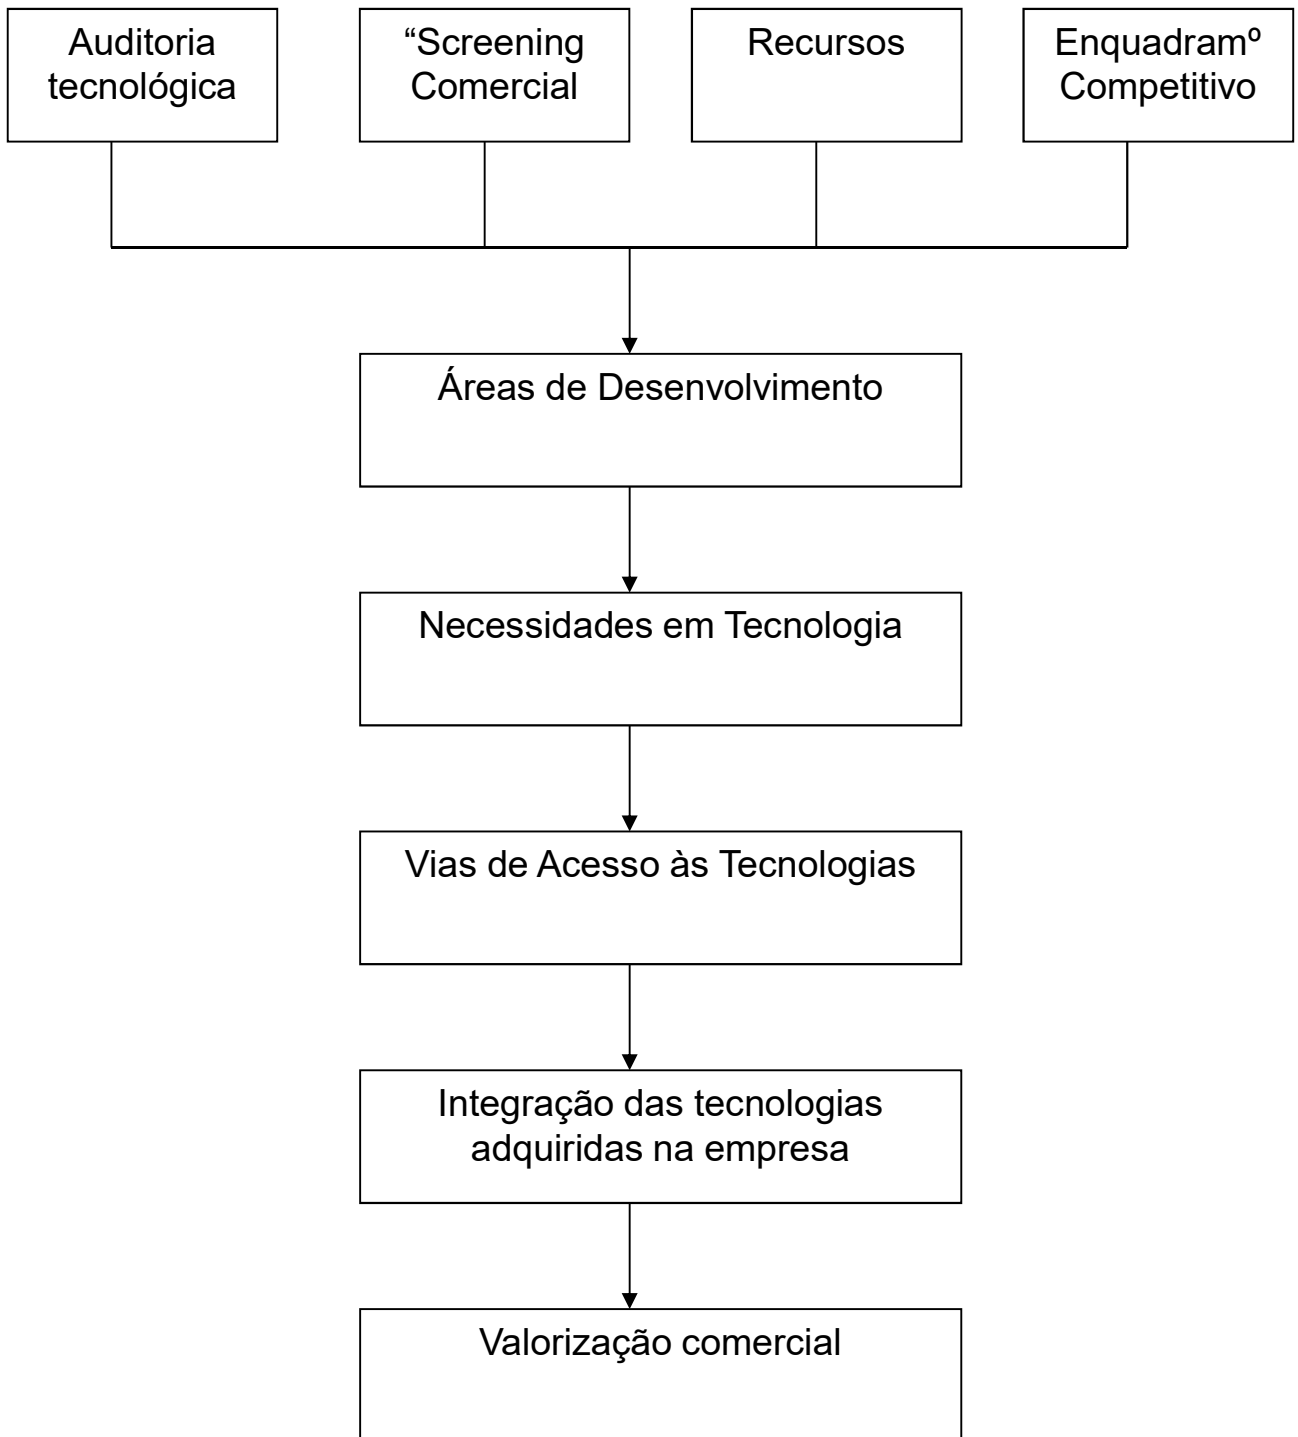 Auditoria
tecnológica
“Screening
Comercial
Recursos
Enquadramº
Competitivo
Áreas de Desenvolvimento
Necessidades em Tecnologia
Vias de Acesso às Tecnologias
Integração das tecnologias
adquiridas na empresa
Valorização comercial